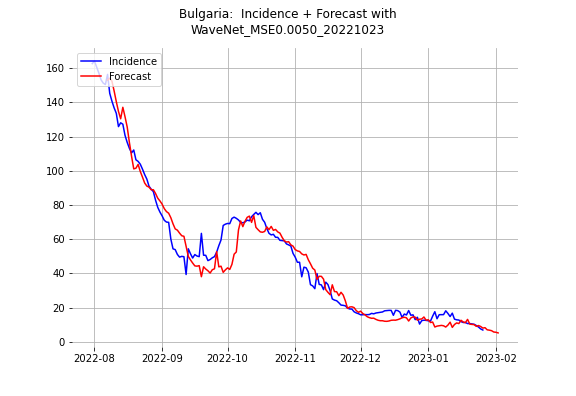 Bulgaria:  Incidence + Forecast with
WaveNet_MSE0.0050_20221023
Incidence
Forecast
160
140
120
100
80
60
40
20
0
2022-08 2022-09 2022-10 2022-11 2022-12 2023-01 2023-02